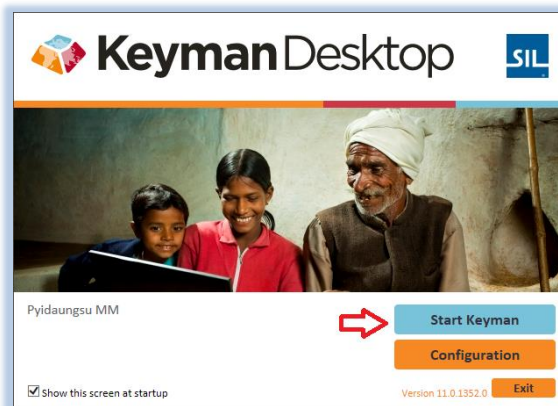 Keyman Desktop
SIL
Pyidaungsu MM
Start Keyman
Configuration
Show this screen at startup
Version 11.0.1352.0
Exit